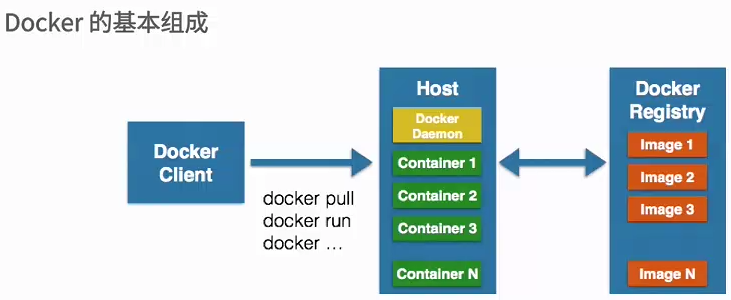 Docker 的基本组成
Docker
Client
docker pull
docker run
docker ...
Host
Docker
Daemon
Container 1
Container 2
Container 3
Container N
Docker
Registry
Image 1
Image 2
Image 3
Image N